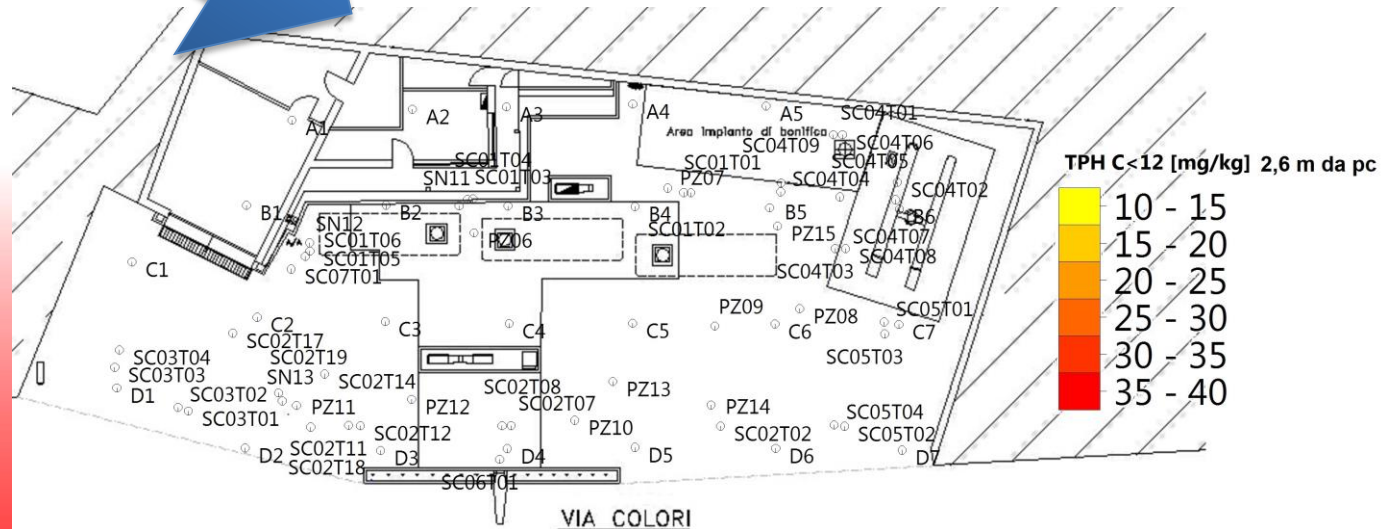 A1
A2
A3
A4
A5
SC04T01
Area impianto di bonifica
SC04T09
SC04T06
SC04T05
SC01T04
SC01T03
SN11
SC01T01
PZ07
SC04T04
SC04T02
TPH C<12 [mg/kg] 2,6 m da pc
10 - 15
15 - 20
20 - 25
25 - 30
30 - 35
35 - 40
B1
B2
B3
B4
B5
B6
SN12
SC01T06
SC01T05
SC07T01
PZ06
SC01T02
PZ15
SC04T07
SC04T08
SC04T03
C1
C2
C3
C4
C5
PZ09
C6
PZ08
SC05T01
C7
SC05T03
SC02T17
SC02T19
SC03T04
SC03T03
D1
SC03T02
SC03T01
SN13
SC02T14
PZ11
PZ12
SC02T08
SC02T07
PZ13
PZ10
PZ14
SC02T02
SC05T04
SC05T02
SC02T12
SC02T11
SC02T18
D2
D3
D4
D5
D6
D7
SC06T01
VIA COLORI